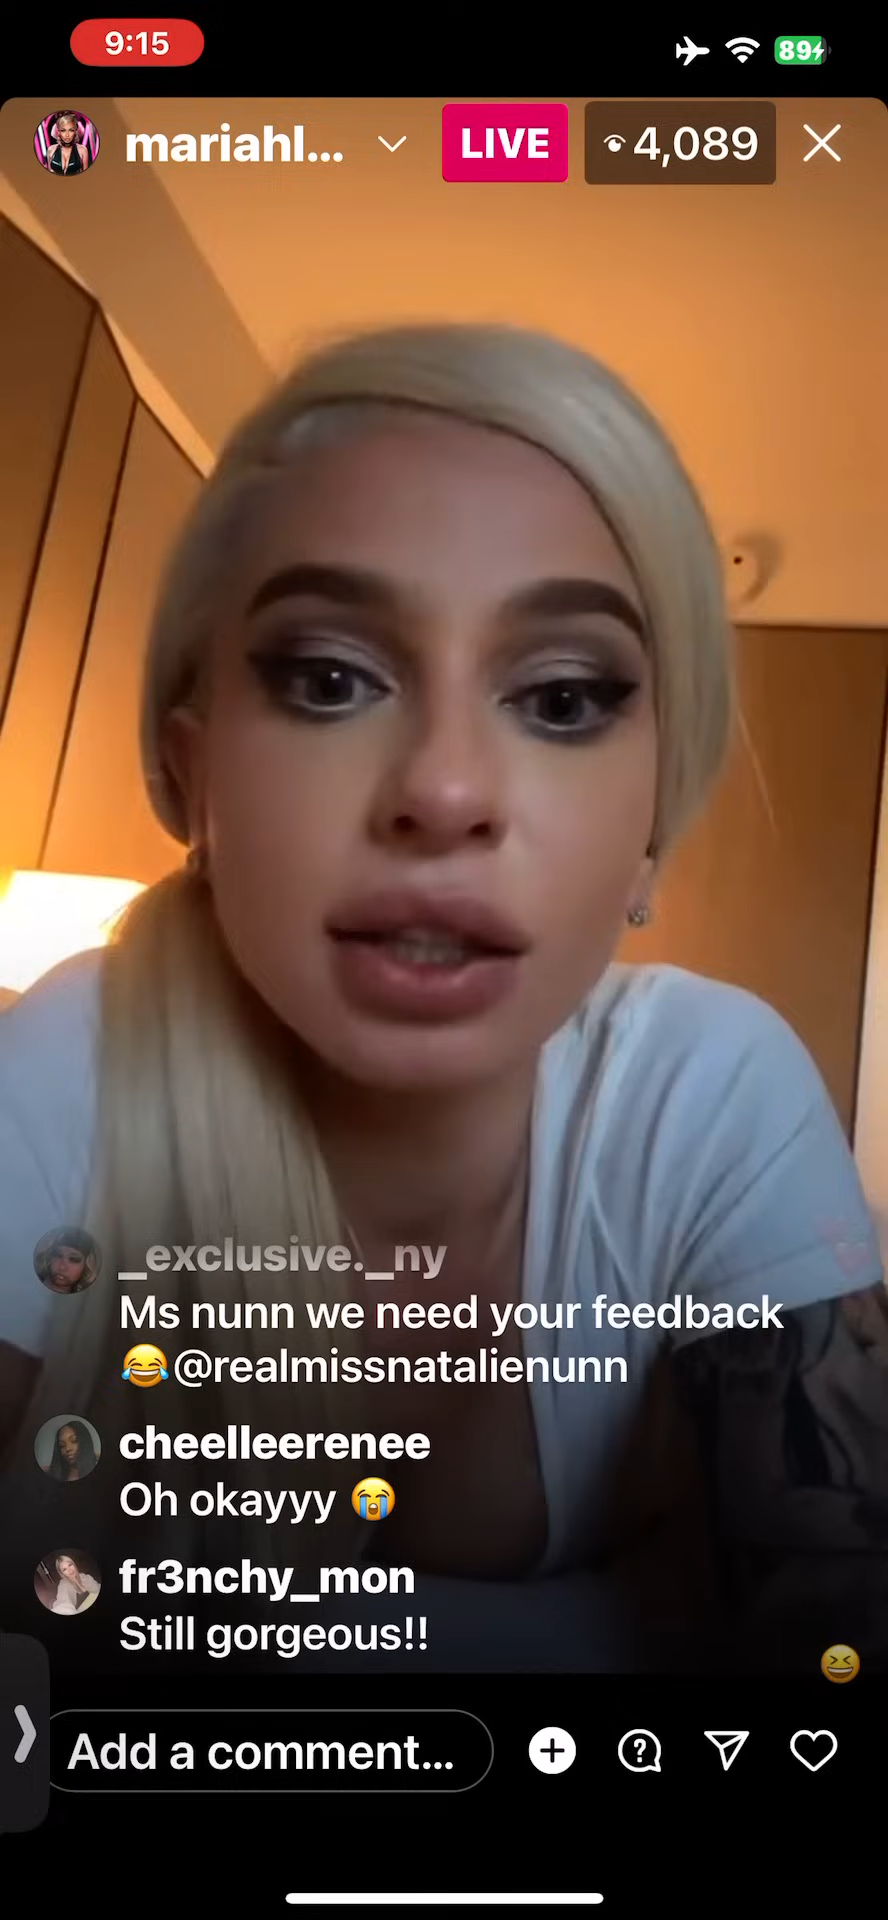 9:15
89
mariahl...
LIVE
4,089
_exclusive._ny
Ms nunn we need your feedback
😂@realmissnatalienunn
cheelleerenee
Oh okayyy 😭
fr3nchy_mon
Still gorgeous!!
Add a comment...